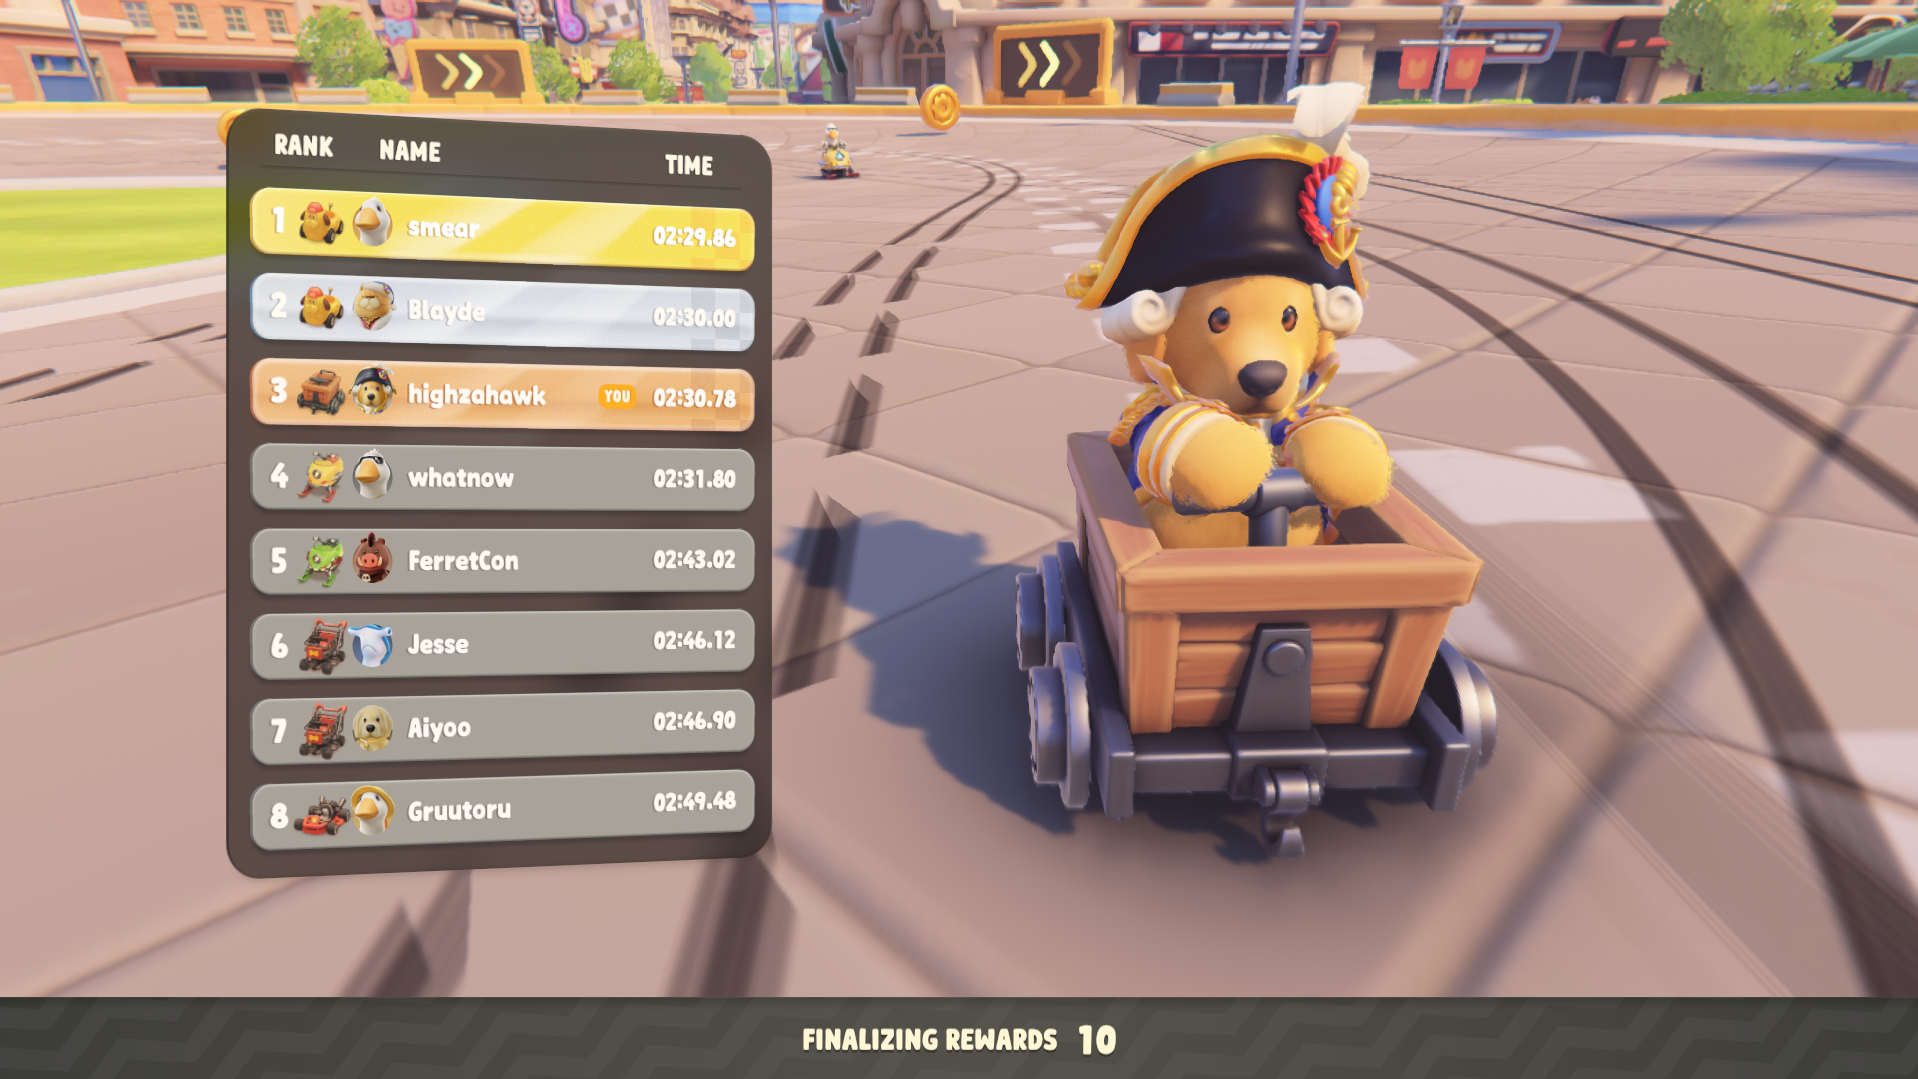 RANK NAME TIME
1 smear 02:29.86
2 Blayde 02:30.00
3 highzahawk YOU 02:30.78
4 whatnow 02:31.80
5 FerretCon 02:43.02
6 Jesse 02:46.12
7 Aiyoo 02:46.90
8 Gruutoru 02:49.48
FINALIZING REWARDS 10